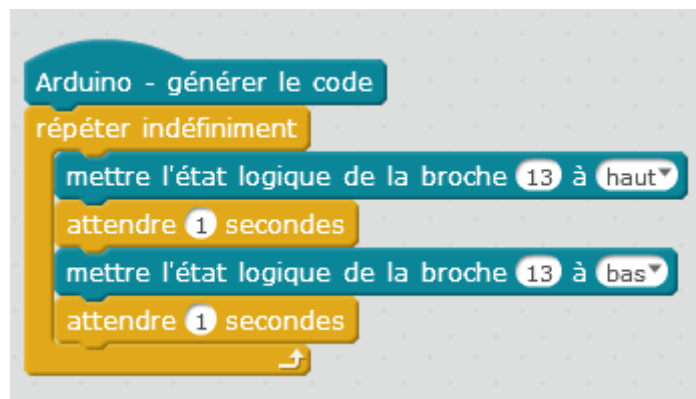 Arduino - générer le code
répéter indéfiniment
mettre l'état logique de la broche 13 à haut
attendre 1 secondes
mettre l'état logique de la broche 13 à bas
attendre 1 secondes